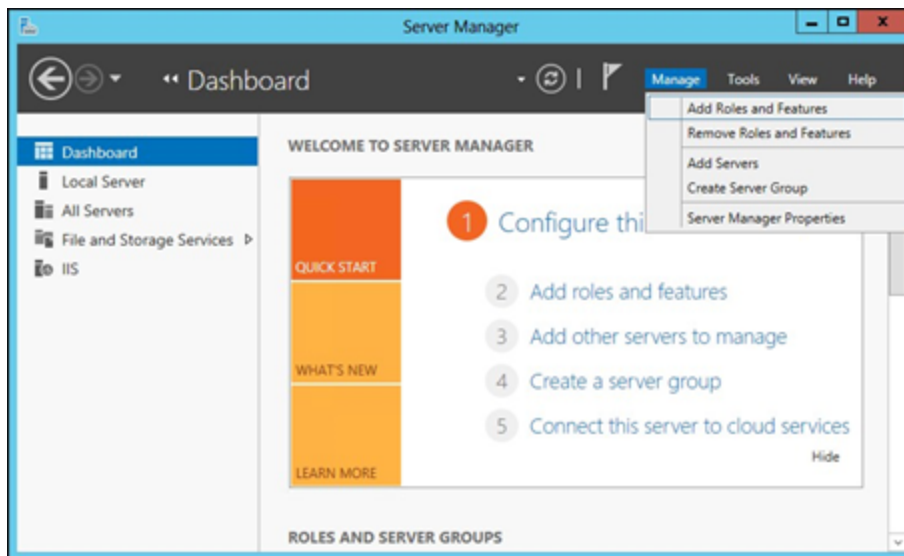 Server Manager
Dashboard
Manage Tools View Help
Add Roles and Features
Remove Roles and Features
Add Servers
Create Server Group
Server Manager Properties
Dashboard
Local Server
All Servers
File and Storage Services
IIS
WELCOME TO SERVER MANAGER
QUICK START
WHAT'S NEW
LEARN MORE
1 Configure thi
2 Add roles and features
3 Add other servers to manage
4 Create a server group
5 Connect this server to cloud services
Hide
ROLES AND SERVER GROUPS